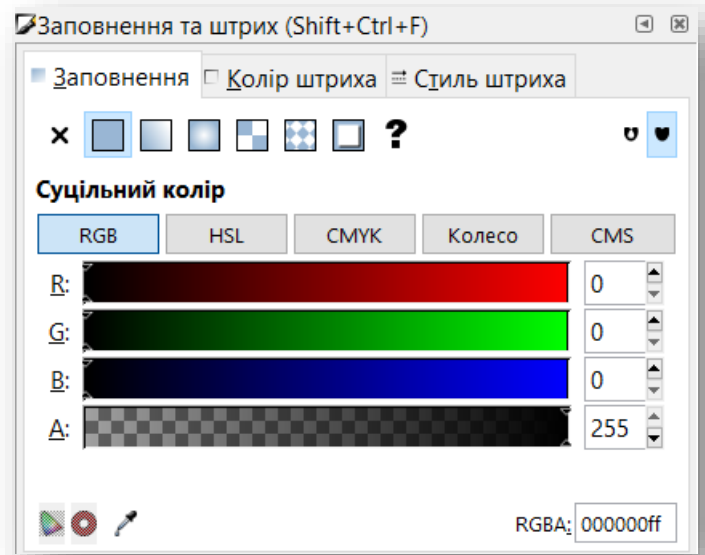 Заповнення та штрих (Shift+Ctrl+F)
Заповнення Колір штриха Стиль штриха
?
Суцільний колір
RGB HSL CMYK Колесо CMS
R: 0
G: 0
B: 0
A: 255
RGBA: 000000ff